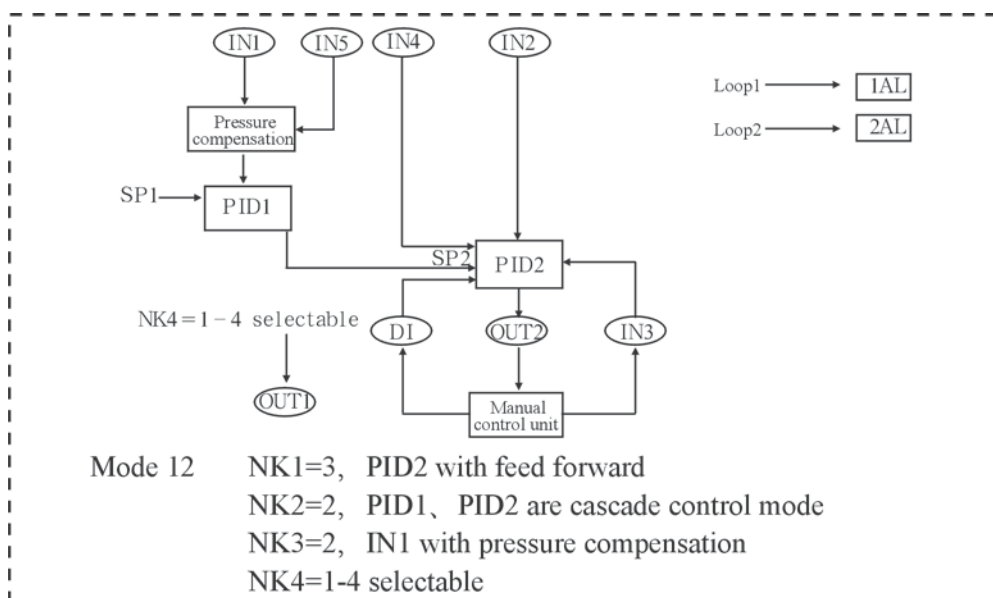 IN1
IN5
IN4
IN2
Loop1
1AL
Pressure
compensation
Loop2
2AL
SP1
PID1
SP2
PID2
NK4=1-4 selectable
DI
OUT2
IN3
OUT1
Manual
control unit
Mode 12 NK1=3, PID2 with feed forward
NK2=2, PID1、PID2 are cascade control mode
NK3=2, IN1 with pressure compensation
NK4=1-4 selectable